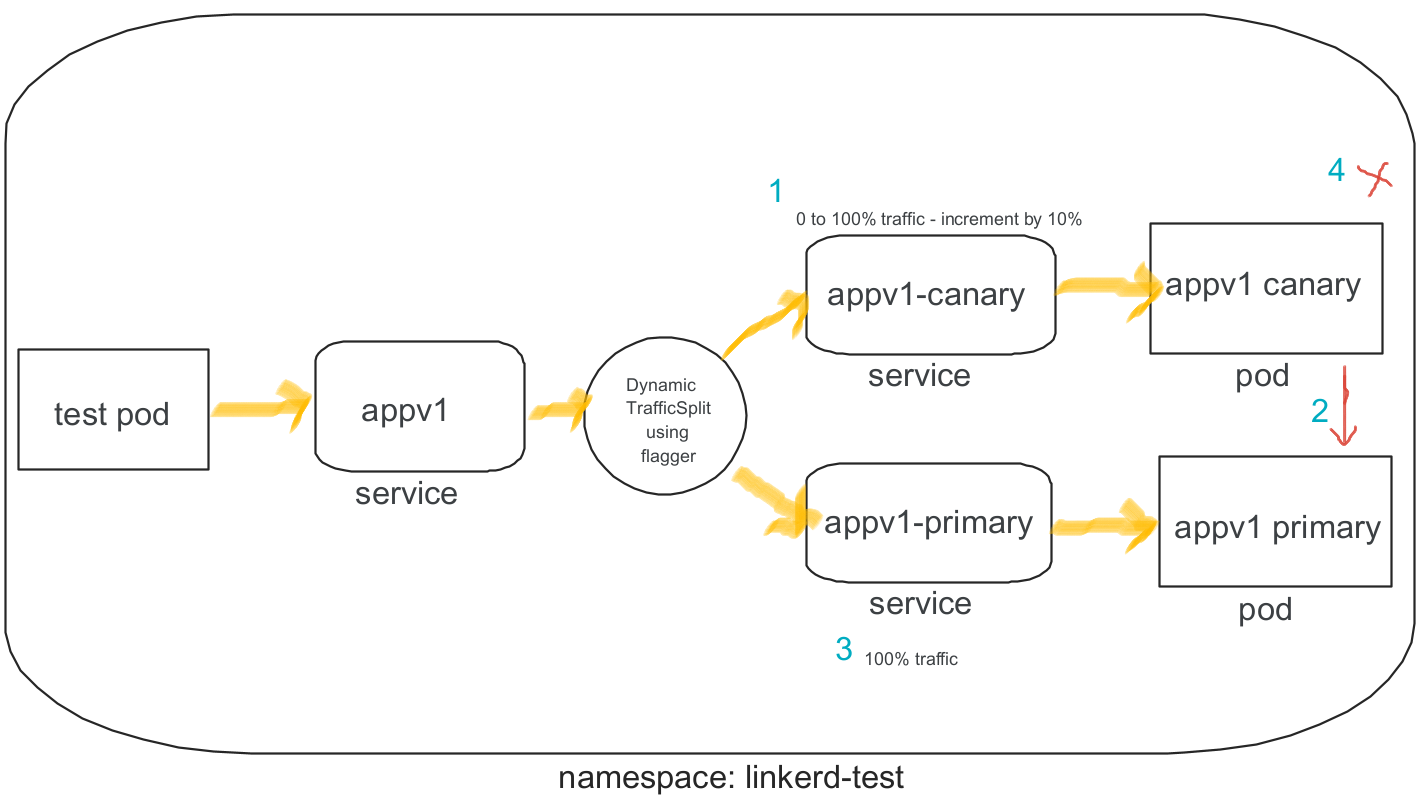 4
1
0 to 100% traffic - increment by 10%
appv1-canary
appv1 canary
service
pod
2
test pod
appv1
service
Dynamic
TrafficSplit
using
flagger
appv1-primary
appv1 primary
service
pod
3 100% traffic
namespace: linkerd-test